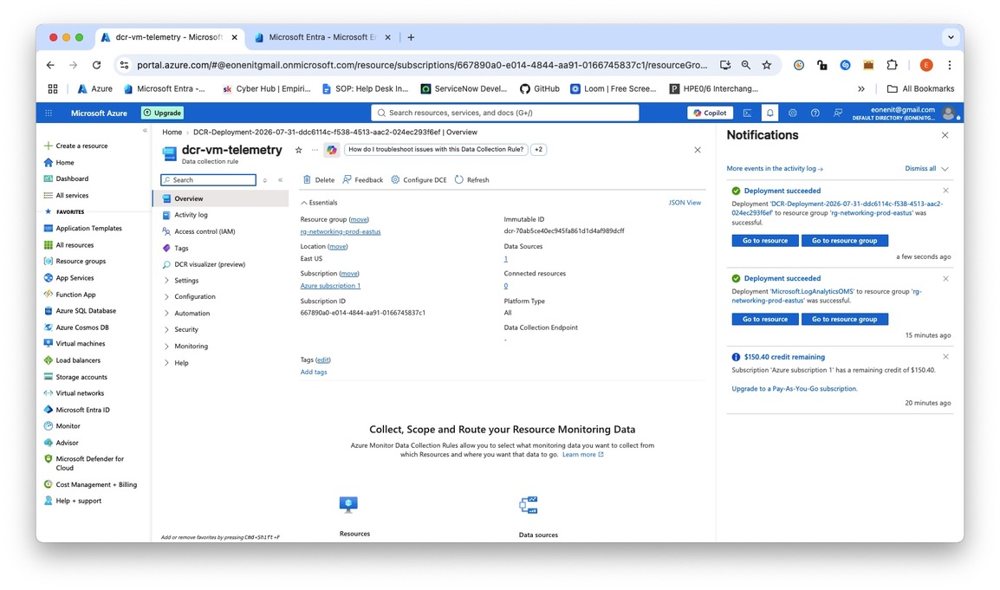 dcr-vm-telemetry - Microsoft
Microsoft Entra - Microsoft E
portal.azure.com/#@eonenitgmail.onmicrosoft.com/resource/subscriptions/667890a0-e014-4844-aa91-0166745837c1/resourceGro...
E
Azure
Microsoft Entra -...
sk Cyber Hub | Empiri...
SOP: Help Desk In...
ServiceNow Devel...
GitHub
Loom | Free Scree...
P HPE0/6 Interchang...
»
All Bookmarks
Microsoft Azure
Upgrade
Search resources, services, and docs (G+/)
Copilot
eonenit@gmail.com
DEFAULT DIRECTORY (EONENITG...
«
Create a resource
Home
Dashboard
All services
FAVORITES
Application Templates
All resources
Resource groups
App Services
Function App
Azure SQL Database
Azure Cosmos DB
Virtual machines
Load balancers
Storage accounts
Virtual networks
Microsoft Entra ID
Monitor
Advisor
Microsoft Defender for
Cloud
Cost Management + Billing
Help + support
Home > DCR-Deployment-2026-07-31-ddc6114c-f538-4513-aac2-024ec293f6ef | Overview
dcr-vm-telemetry
Data collection rule
How do I troubleshoot issues with this Data Collection Rule?
+2
Search
«
Overview
Activity log
Access control (IAM)
Tags
DCR visualizer (preview)
Settings
Configuration
Automation
Security
Monitoring
Help
Add or remove favorites by pressing Cmd+Shift+F
Delete
Feedback
Configure DCE
Refresh
Essentials
JSON View
Resource group (move)
rg-networking-prod-eastus
Location (move)
East US
Subscription (move)
Azure subscription 1
Subscription ID
667890a0-e014-4844-aa91-0166745837c1
Immutable ID
dcr-70ab5ce40ec945fa861d1d4af989dcff
Data Sources
1
Connected resources
0
Platform Type
All
Data Collection Endpoint
-
Tags (edit)
Add tags
Collect, Scope and Route your Resource Monitoring Data
Azure Monitor Data Collection Rules allow you to select what monitoring data you want to collect from
which Resources and where you want that data to go. Learn more
Resources
Data sources
Notifications
More events in the activity log →
Dismiss all
Deployment succeeded
Deployment 'DCR-Deployment-2026-07-31-ddc6114c-f538-4513-aac2-
024ec293f6ef' to resource group 'rg-networking-prod-eastus' was
successful.
Go to resource
Go to resource group
a few seconds ago
Deployment succeeded
Deployment 'Microsoft.LogAnalyticsOMS' to resource group 'rg-
networking-prod-eastus' was successful.
Go to resource
Go to resource group
15 minutes ago
$150.40 credit remaining
Subscription 'Azure subscription 1' has a remaining credit of $150.40.
Upgrade to a Pay-As-You-Go subscription.
20 minutes ago